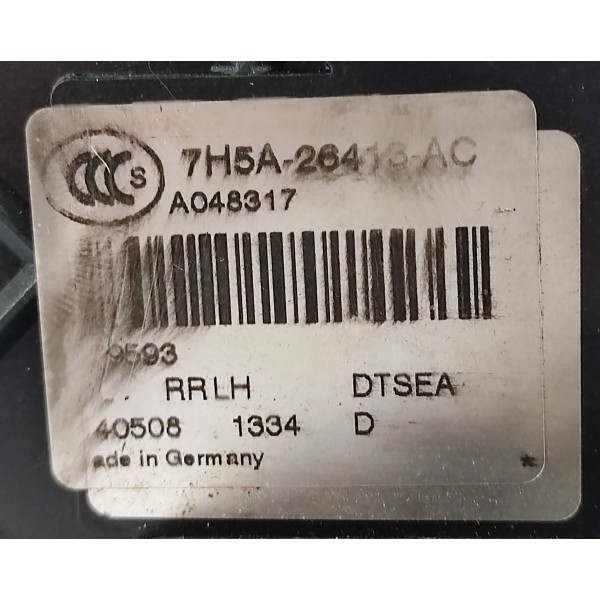 CCC S
7H5A-26413-AC
A048317
9593
RRLH DTSEA
40508 1334 D
ade in Germany *